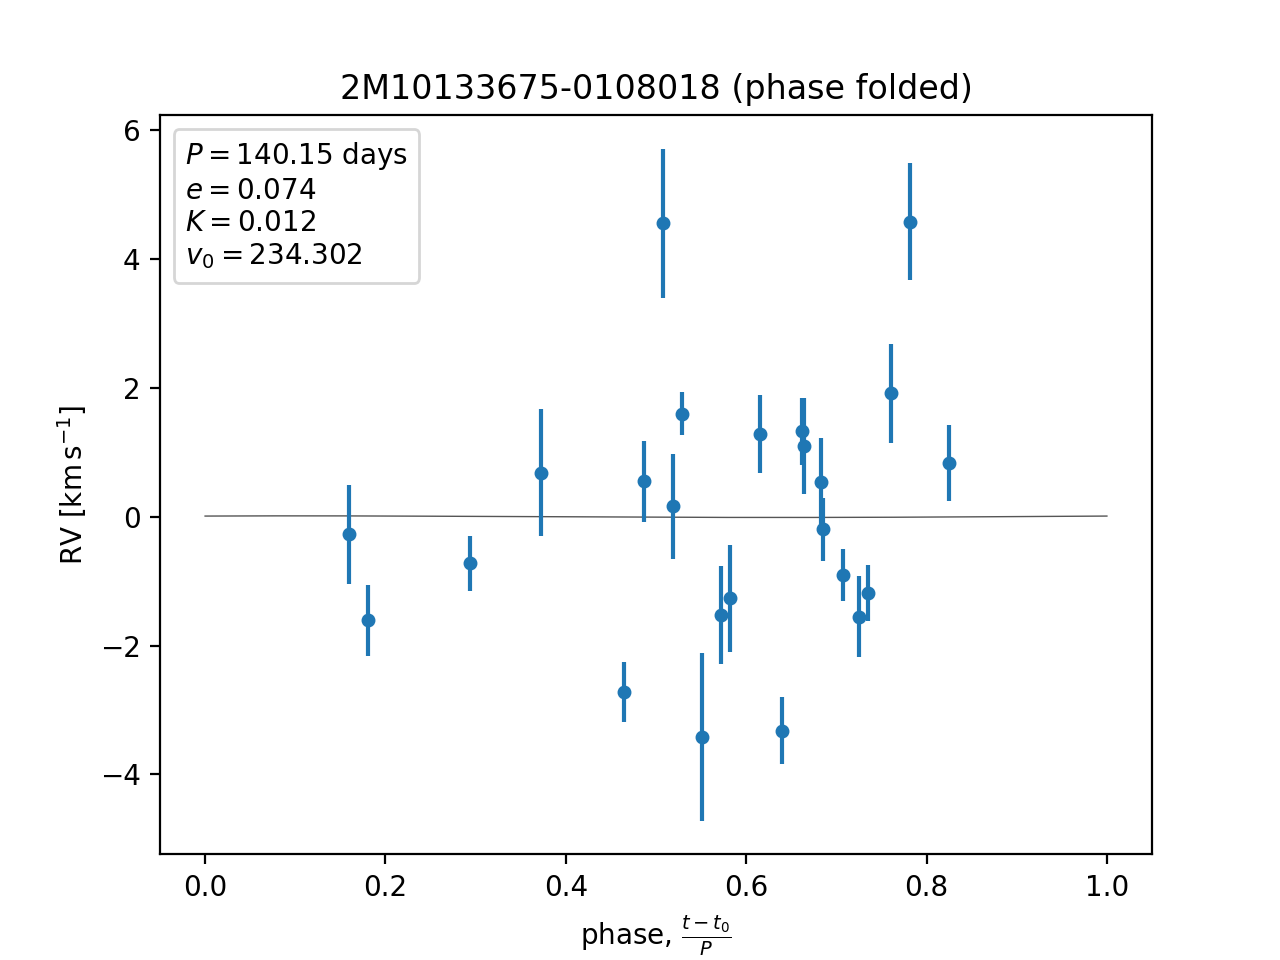 2M10133675-0108018 (phase folded)
P = 140.15 days
e = 0.074
K = 0.012
v₀ = 234.302
6
4
2
0
−2
−4
RV [km s⁻¹]
0.0 0.2 0.4 0.6 0.8 1.0
phase, (t − t₀)/P